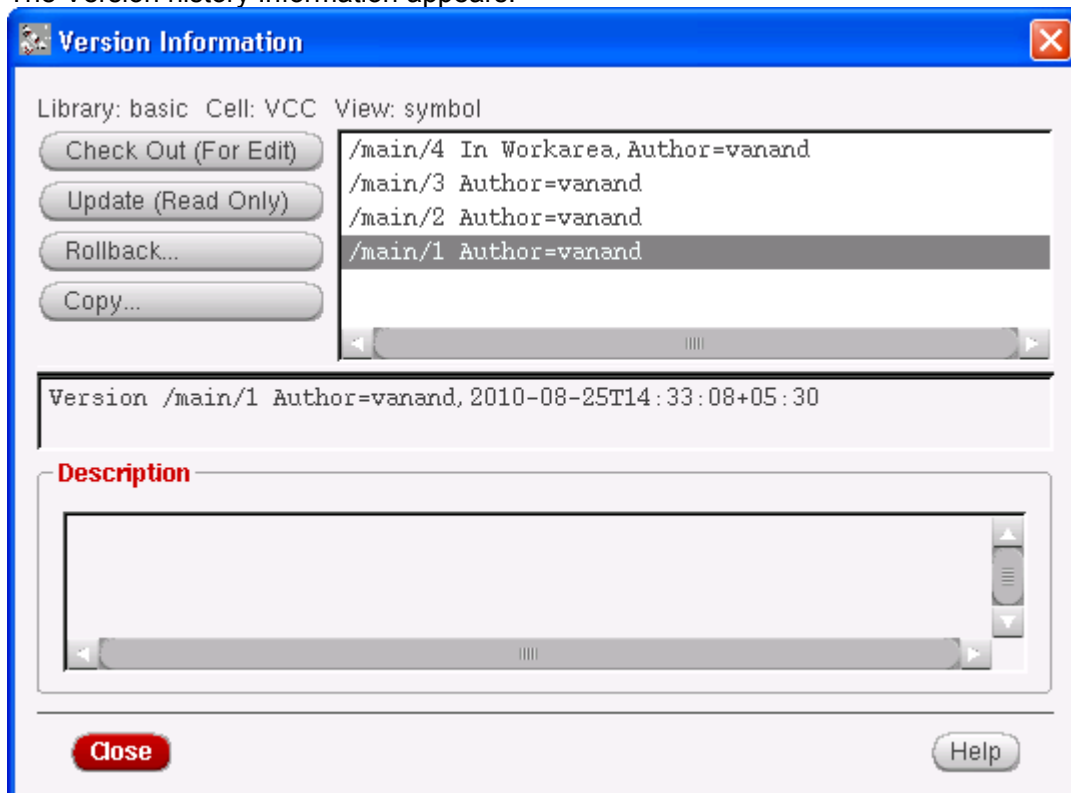 The Version history information appears.
Version Information
Library: basic Cell: VCC View: symbol
Check Out (For Edit)
Update (Read Only)
Rollback...
Copy...
/main/4 In Workarea, Author=vanand
/main/3 Author=vanand
/main/2 Author=vanand
/main/1 Author=vanand
Version /main/1 Author=vanand, 2010-08-25T14:33:08+05:30
Description
Close
Help